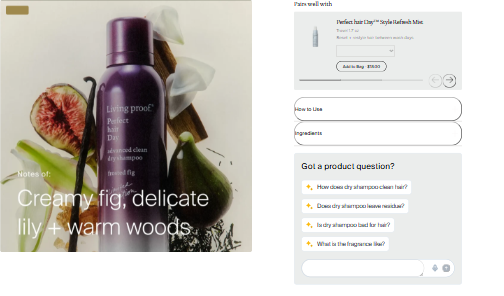 Living proof.
Perfect
hair
Day
advanced clean
dry shampoo
Notes of:
Creamy fig, delicate
lily + warm woods
Pairs well with
Perfect hair Day™ Style Refresh Mist
Add to Bag
How to Use
Ingredients
Got a product question?
How does dry shampoo clean hair?
Does dry shampoo leave residue?
Is dry shampoo bad for hair?
What is the fragrance like?